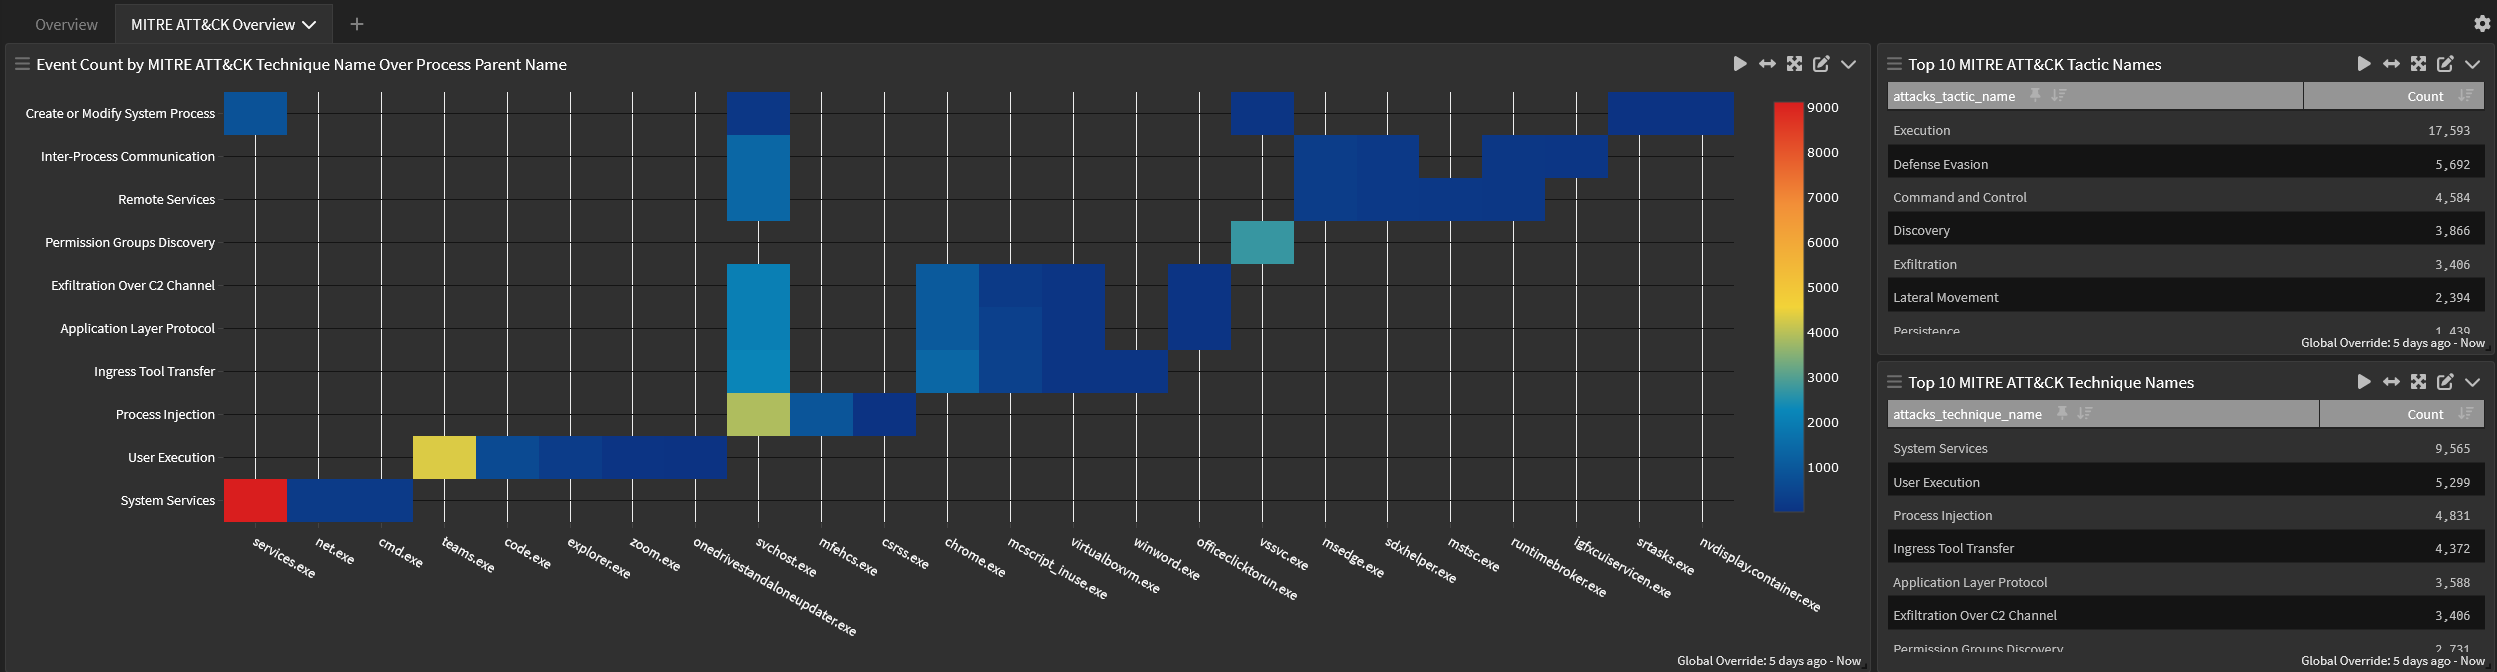 Overview
MITRE ATT&CK Overview
Event Count by MITRE ATT&CK Technique Name Over Process Parent Name
Create or Modify System Process
Inter-Process Communication
Remote Services
Permission Groups Discovery
Exfiltration Over C2 Channel
Application Layer Protocol
Ingress Tool Transfer
Process Injection
User Execution
System Services
services.exe
net.exe
cmd.exe
teams.exe
code.exe
explorer.exe
zoom.exe
onedrivestandaloneupdater.exe
svchost.exe
mfehcs.exe
csrss.exe
chrome.exe
mcscript_inuse.exe
virtualboxvm.exe
winword.exe
officeclicktorun.exe
vssvc.exe
msedge.exe
sdxhelper.exe
mstsc.exe
runtimebroker.exe
igfxcuiservicen.exe
srtasks.exe
nvdisplay.container.exe
9000
8000
7000
6000
5000
4000
3000
2000
1000
Global Override: 5 days ago - Now
Top 10 MITRE ATT&CK Tactic Names
attacks_tactic_name Count
Execution 17,593
Defense Evasion 5,692
Command and Control 4,584
Discovery 3,866
Exfiltration 3,406
Lateral Movement 2,394
Persistence 1,439
Global Override: 5 days ago - Now
Top 10 MITRE ATT&CK Technique Names
attacks_technique_name Count
System Services 9,565
User Execution 5,299
Process Injection 4,831
Ingress Tool Transfer 4,372
Application Layer Protocol 3,588
Exfiltration Over C2 Channel 3,406
Permission Groups Discovery 2,731
Global Override: 5 days ago - Now